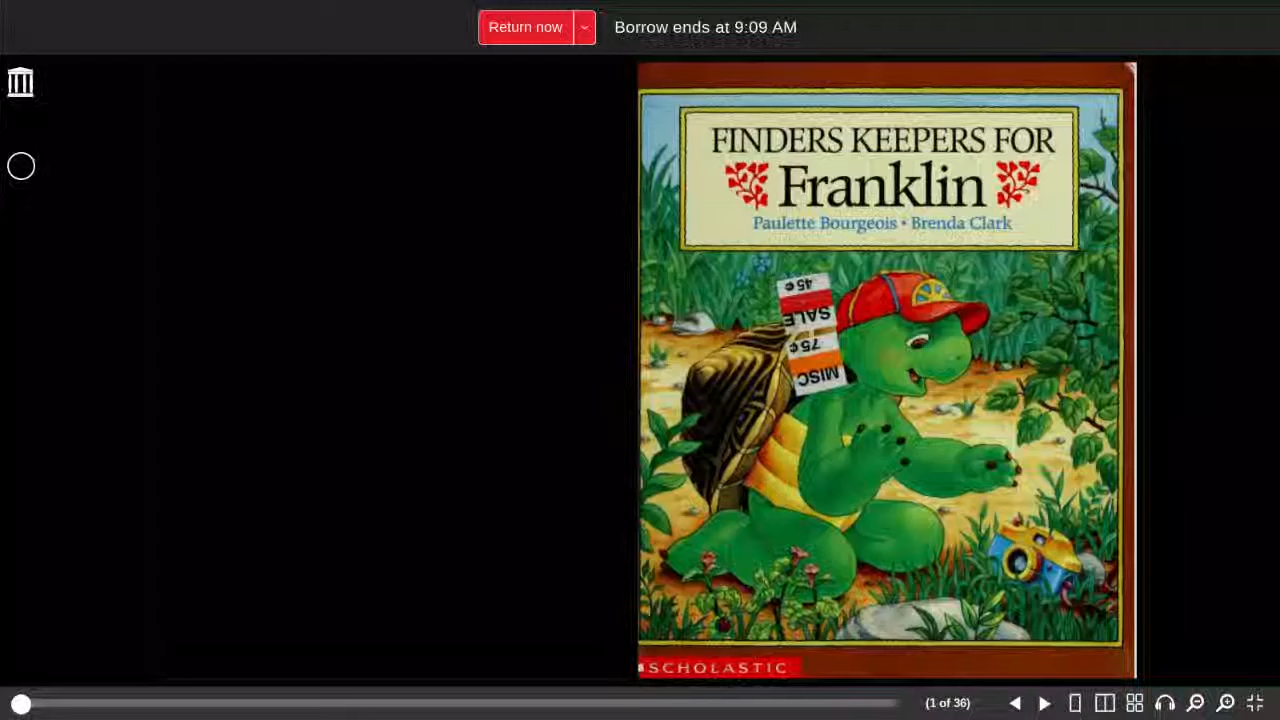 Return now
Borrow ends at 9:09 AM
FINDERS KEEPERS FOR
Franklin
Paulette Bourgeois • Brenda Clark
45¢
SALE
75¢
MISC
SCHOLASTIC
(1 of 36)